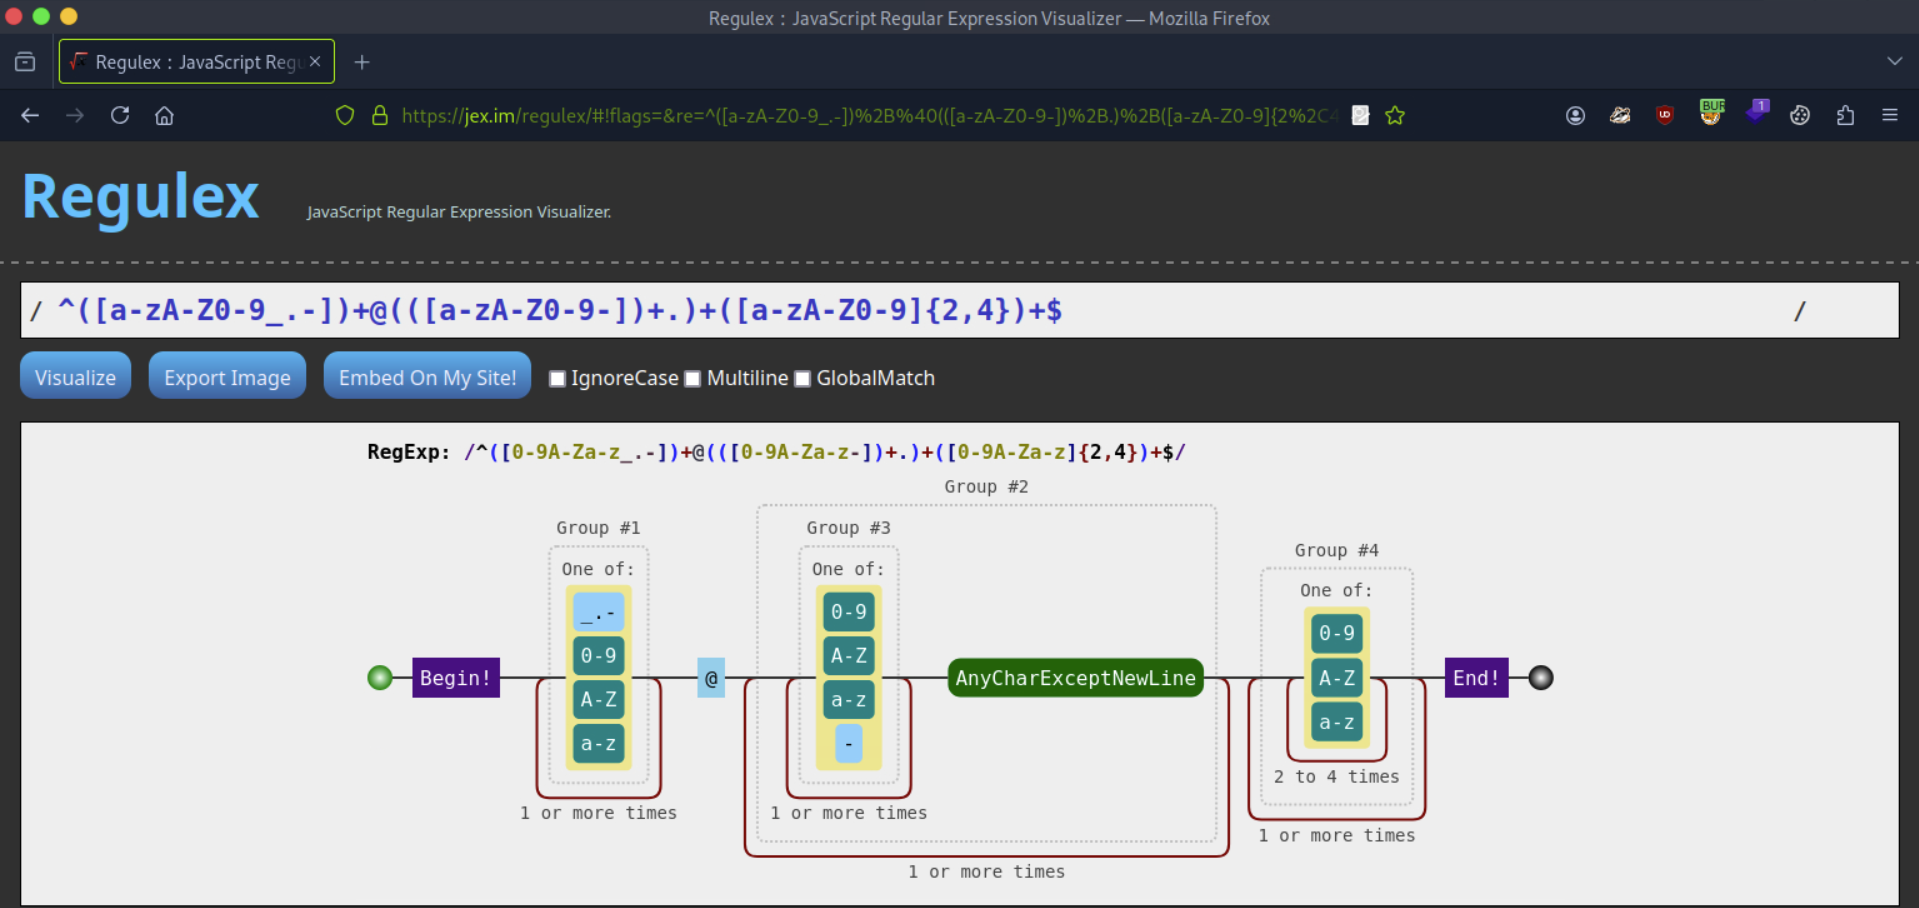 Regulex : JavaScript Regular Expression Visualizer — Mozilla Firefox
Regulex : JavaScript Regu
https://jex.im/regulex/#!flags=&re=^([a-zA-Z0-9_.-])%2B%40(([a-zA-Z0-9-])%2B.)%2B([a-zA-Z0-9]{2%2C4
BUR
1
Regulex
JavaScript Regular Expression Visualizer.
/ ^([a-zA-Z0-9_.-])+@(([a-zA-Z0-9-])+.)+([a-zA-Z0-9]{2,4})+$ /
Visualize Export Image Embed On My Site! IgnoreCase Multiline GlobalMatch
RegExp: /^([0-9A-Za-z_.-])+@(([0-9A-Za-z-])+.)+([0-9A-Za-z]{2,4})+$/
Group #2
Group #1 Group #3
Group #4
One of: One of:
One of:
_.- 0-9
0-9
0-9 A-Z
Begin! @ AnyCharExceptNewLine A-Z End!
A-Z a-z
a-z
a-z -
2 to 4 times
1 or more times 1 or more times
1 or more times
1 or more times